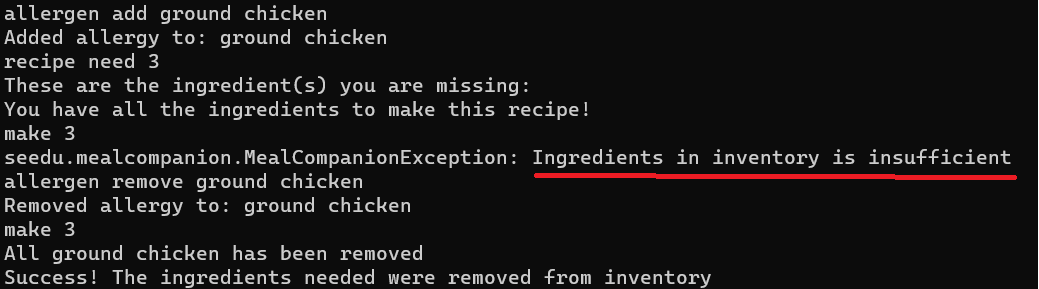 allergen add ground chicken
Added allergy to: ground chicken
recipe need 3
These are the ingredient(s) you are missing:
You have all the ingredients to make this recipe!
make 3
seedu.mealcompanion.MealCompanionException: Ingredients in inventory is insufficient
allergen remove ground chicken
Removed allergy to: ground chicken
make 3
All ground chicken has been removed
Success! The ingredients needed were removed from inventory